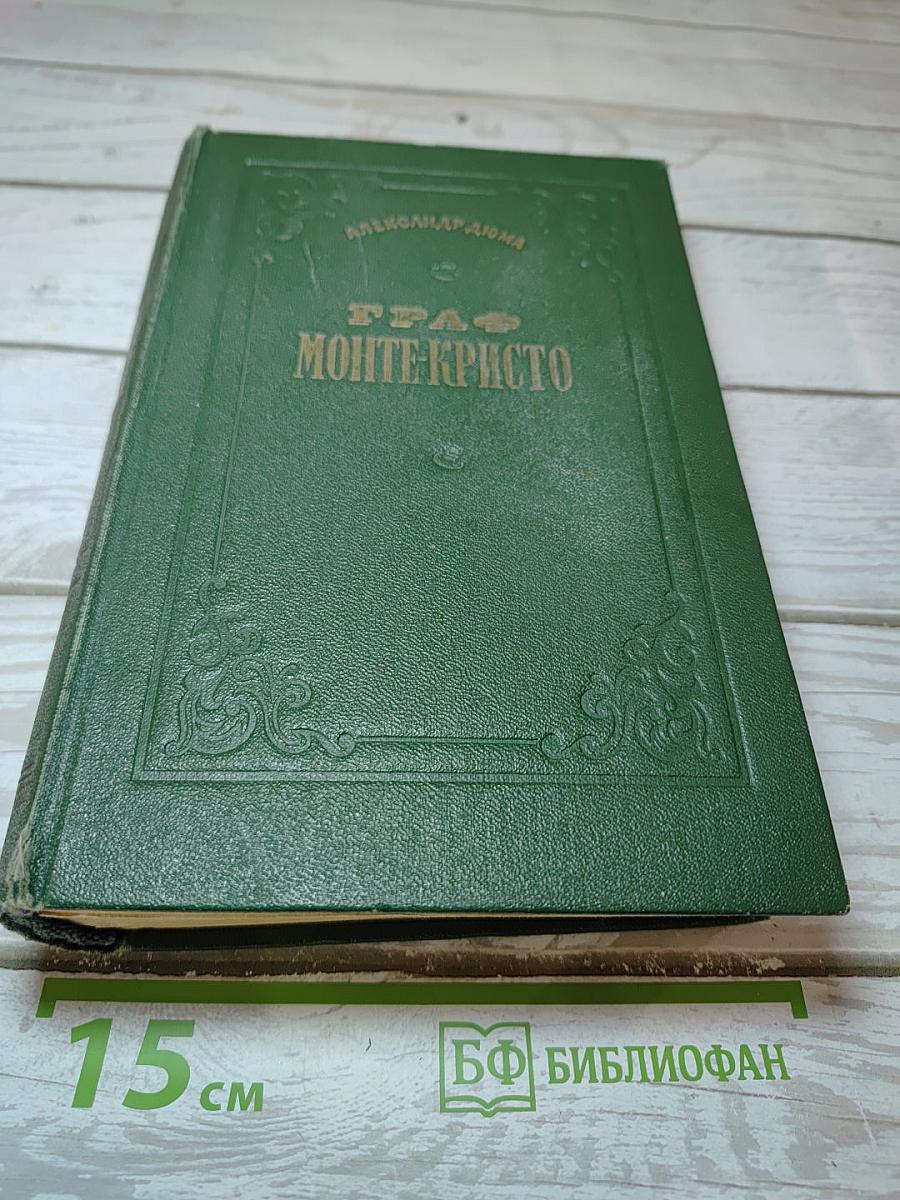 АЛЕКСАНДР ДЮМА
ГРАФ
МОНТЕ-КРИСТО
15 см
БФ БИБЛИОФАН